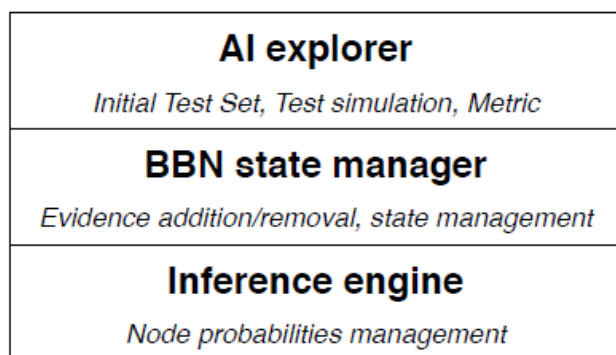 AI explorer
Initial Test Set, Test simulation, Metric
BBN state manager
Evidence addition/removal, state management
Inference engine
Node probabilities management